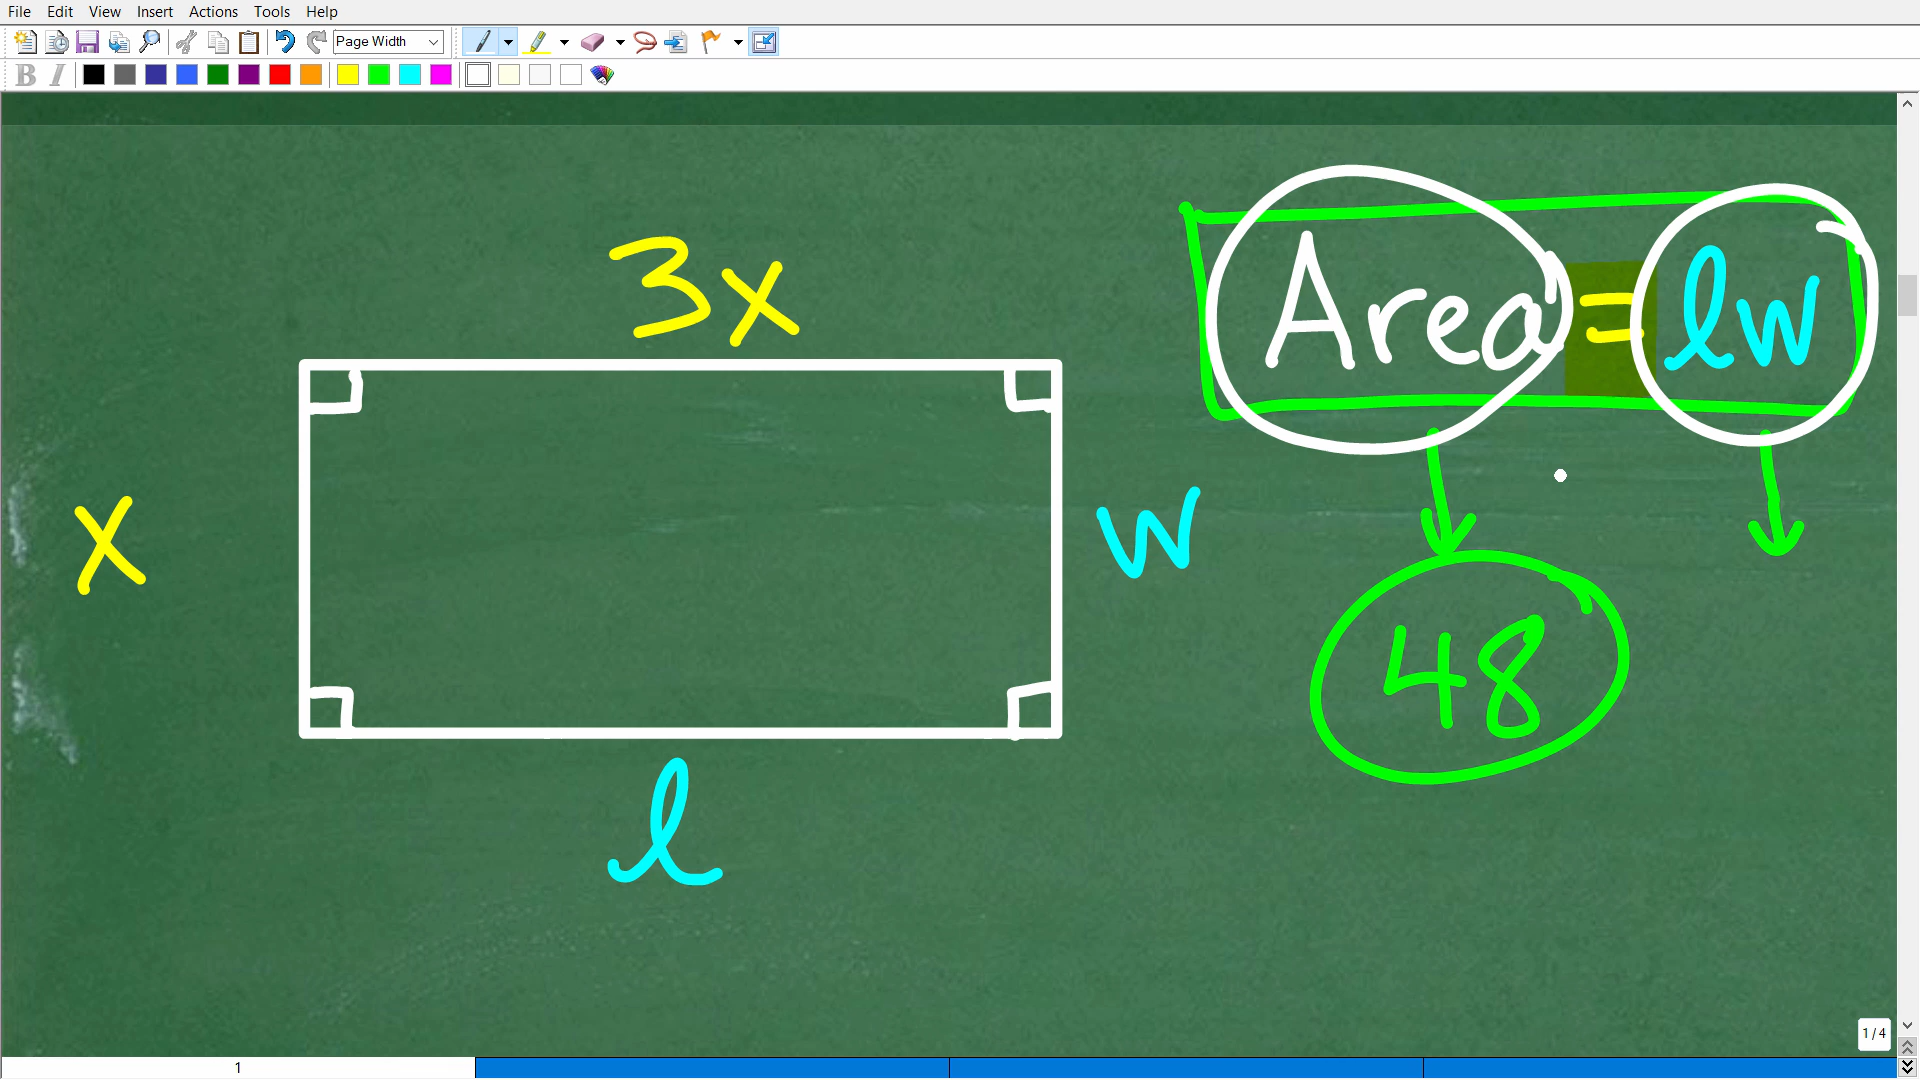 File Edit View Insert Actions Tools Help
Page Width
B I
3x
Area = lw
x
w
48
l
1 / 4
1